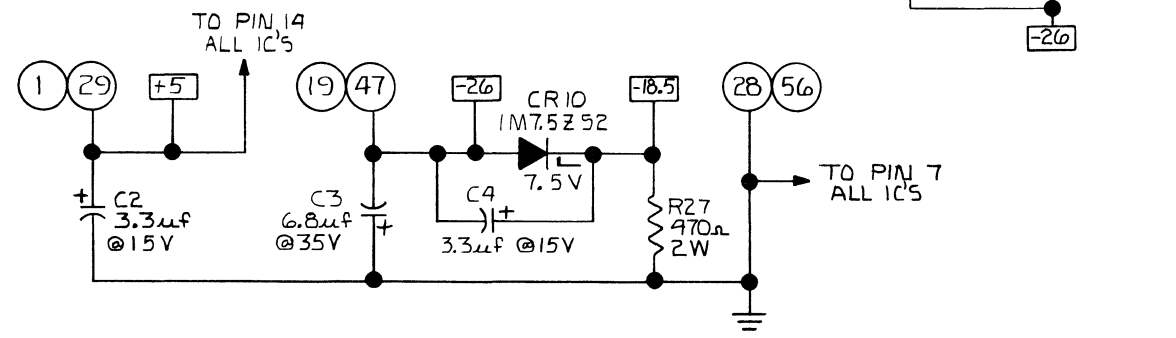 TO PIN 14
ALL IC'S
-26
1 29
+5
19 47
-26
CR10
1M7.5Z S2
7.5V
-18.5
28 56
TO PIN 7
ALL IC'S
+ C2
3.3uf
@15V
C3
6.8uf
@35V
+
C4
+
3.3uf @15V
R27
470Ω
2W